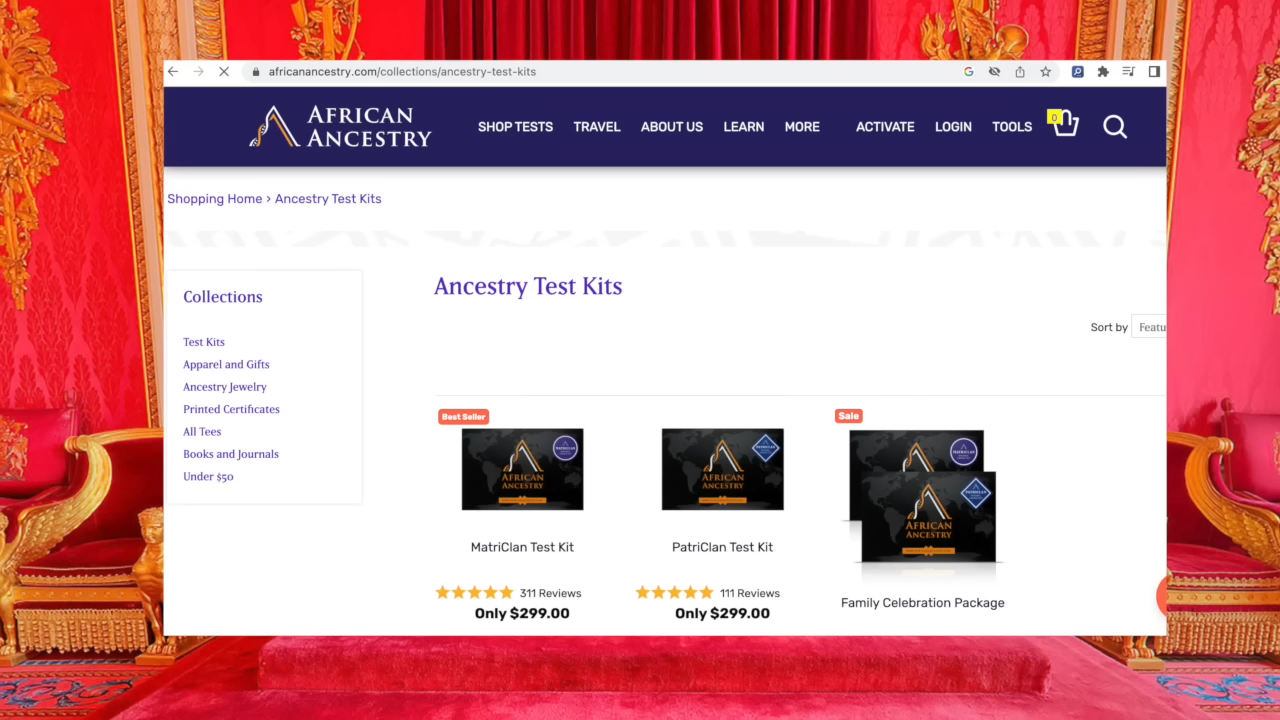 africanancestry.com/collections/ancestry-test-kits
AFRICAN
ANCESTRY
SHOP TESTS
TRAVEL
ABOUT US
LEARN
MORE
ACTIVATE
LOGIN
TOOLS
0
Shopping Home › Ancestry Test Kits
Collections
Test Kits
Apparel and Gifts
Ancestry Jewelry
Printed Certificates
All Tees
Books and Journals
Under $50
Ancestry Test Kits
Sort by
Featu
Best Seller
AFRICAN
ANCESTRY
MatriClan Test Kit
311 Reviews
Only $299.00
AFRICAN
ANCESTRY
PatriClan Test Kit
111 Reviews
Only $299.00
Sale
AFRICAN
ANCESTRY
Family Celebration Package